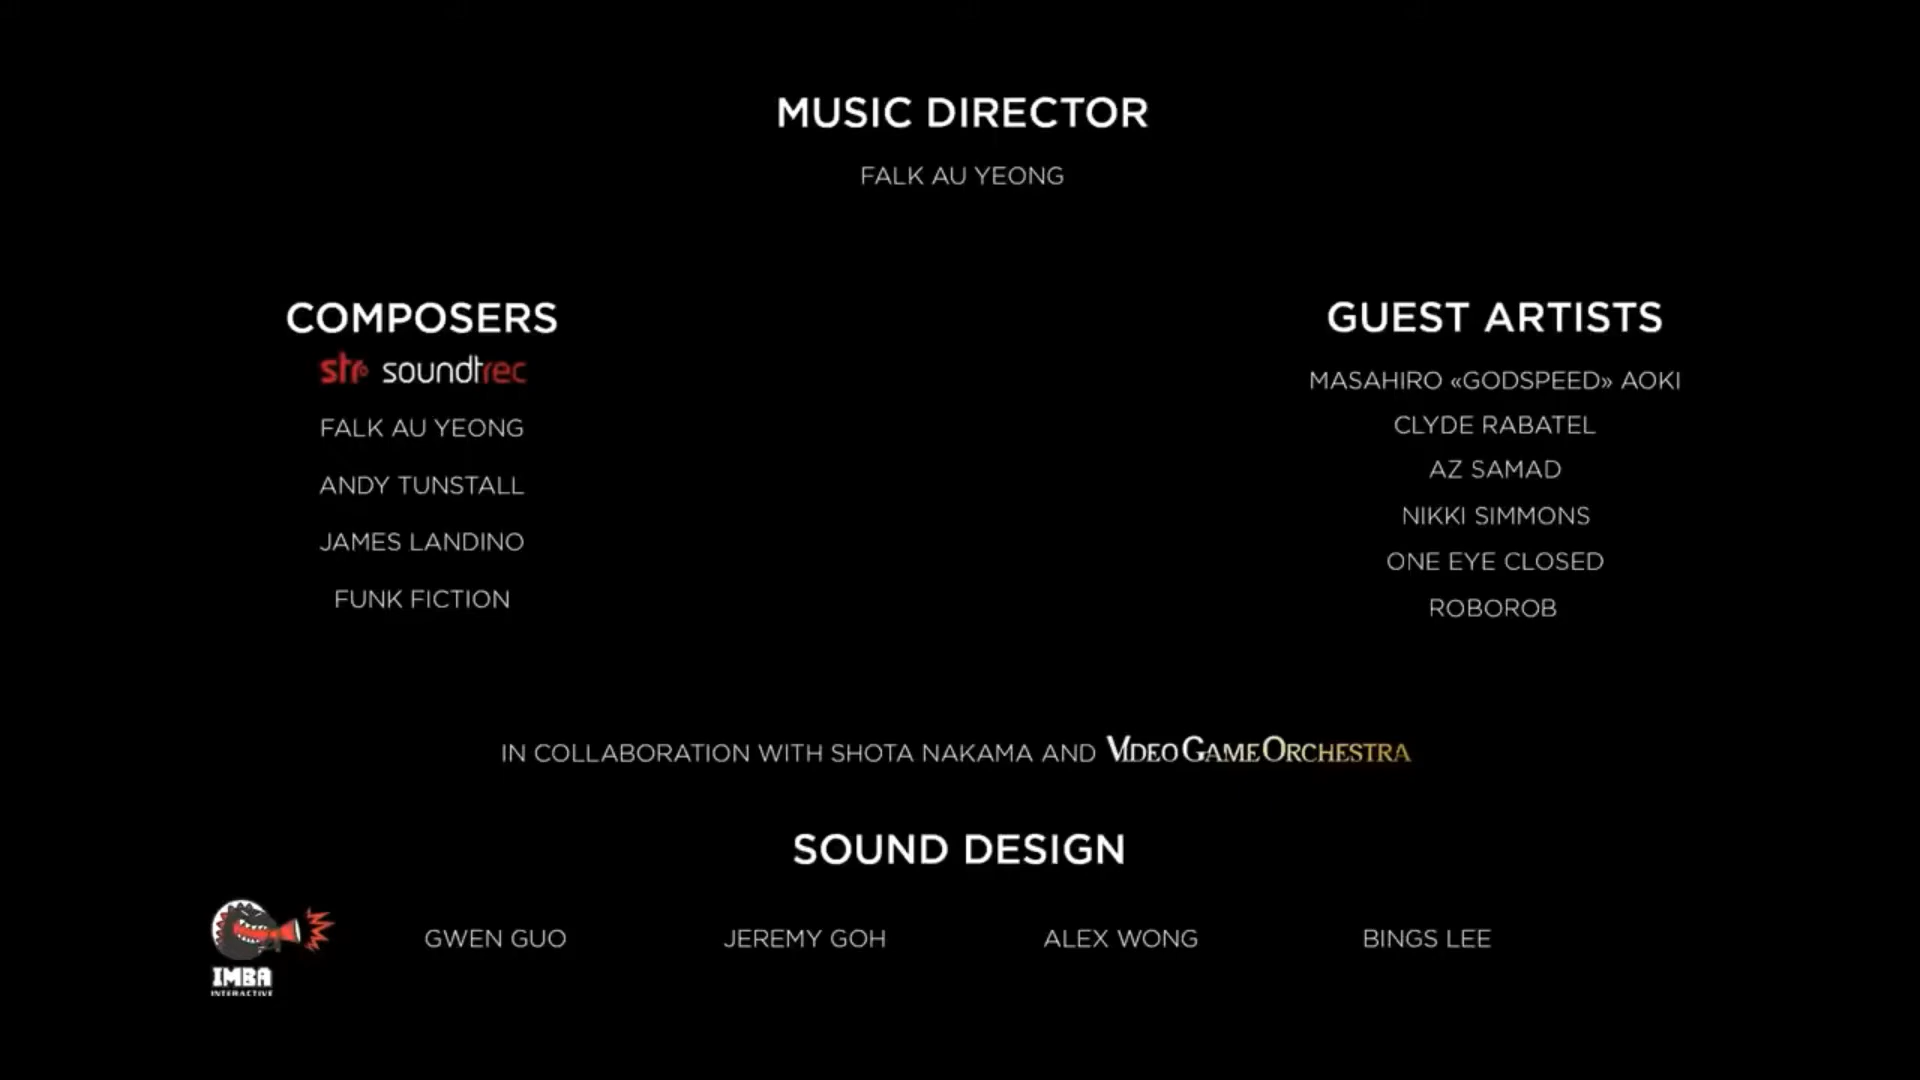 MUSIC DIRECTOR
FALK AU YEONG
COMPOSERS
str soundtrec
FALK AU YEONG
ANDY TUNSTALL
JAMES LANDINO
FUNK FICTION
GUEST ARTISTS
MASAHIRO «GODSPEED» AOKI
CLYDE RABATEL
AZ SAMAD
NIKKI SIMMONS
ONE EYE CLOSED
ROBOROB
IN COLLABORATION WITH SHOTA NAKAMA AND VIDEO GAME ORCHESTRA
SOUND DESIGN
IMBA
INTERACTIVE
GWEN GUO JEREMY GOH ALEX WONG BINGS LEE